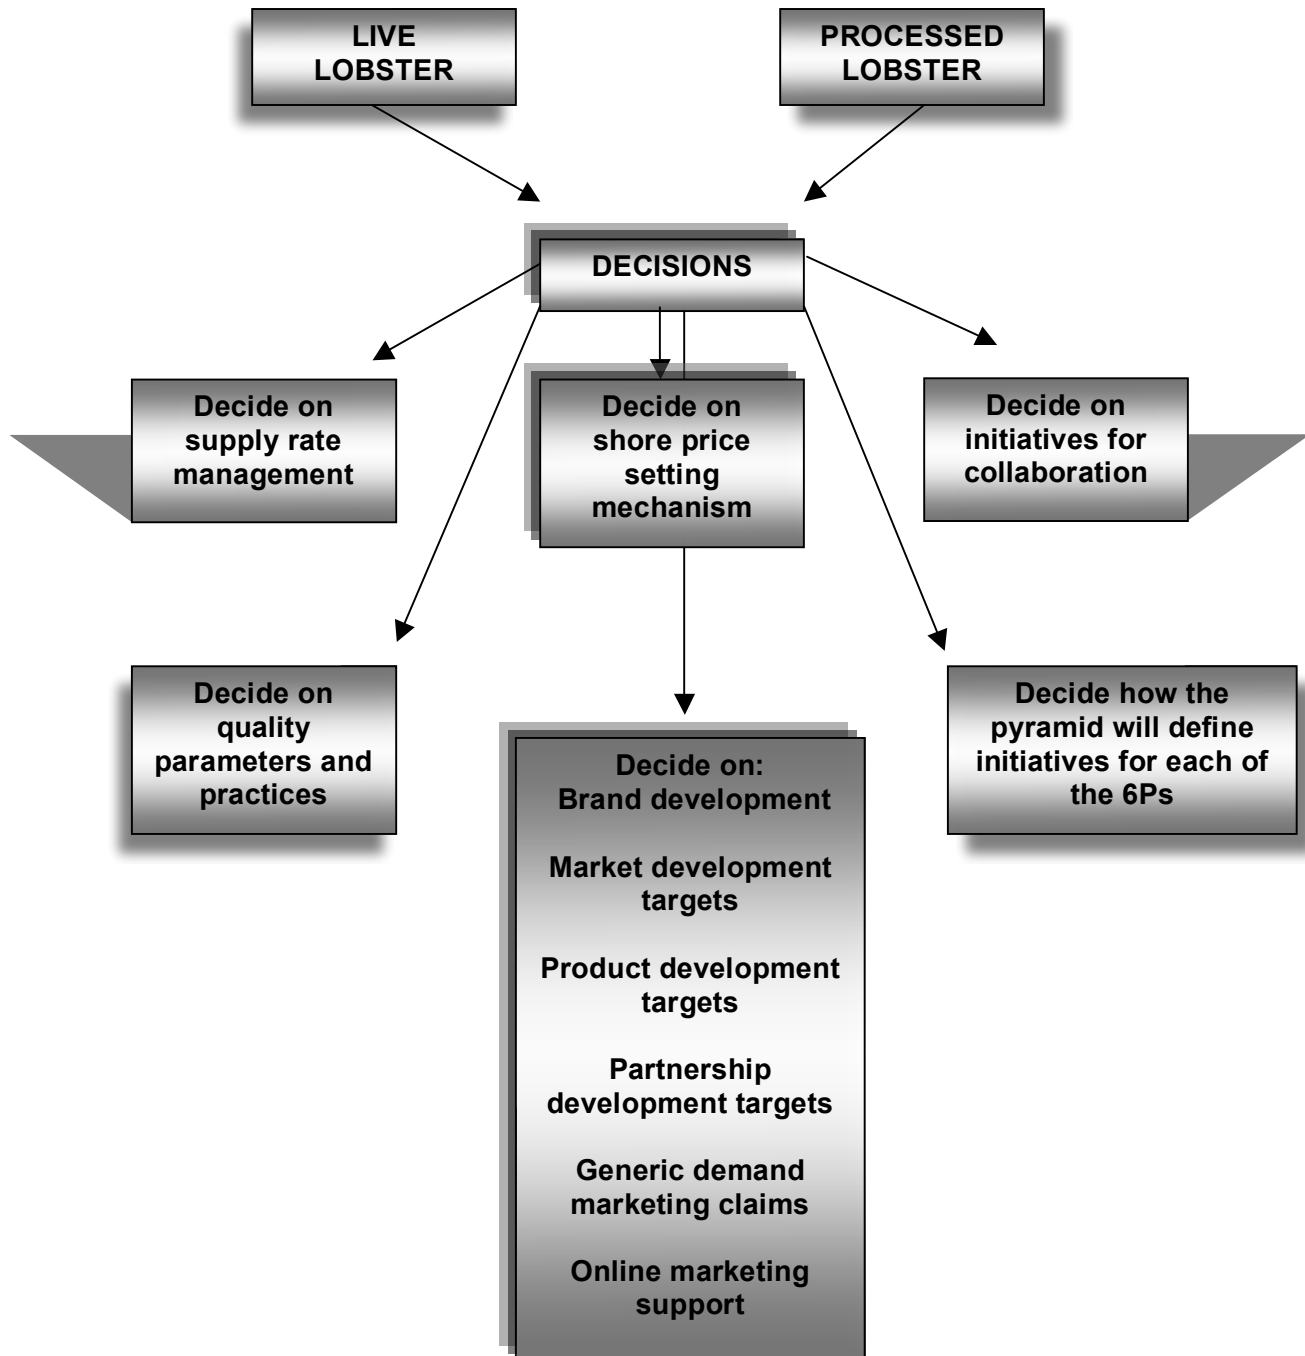 LIVE
LOBSTER
PROCESSED
LOBSTER
DECISIONS
Decide on
supply rate
management
Decide on
shore price
setting
mechanism
Decide on
initiatives for
collaboration
Decide on
quality
parameters and
practices
Decide on:
Brand development
Market development
targets
Product development
targets
Partnership
development targets
Generic demand
marketing claims
Online marketing
support
Decide how the
pyramid will define
initiatives for each of
the 6Ps